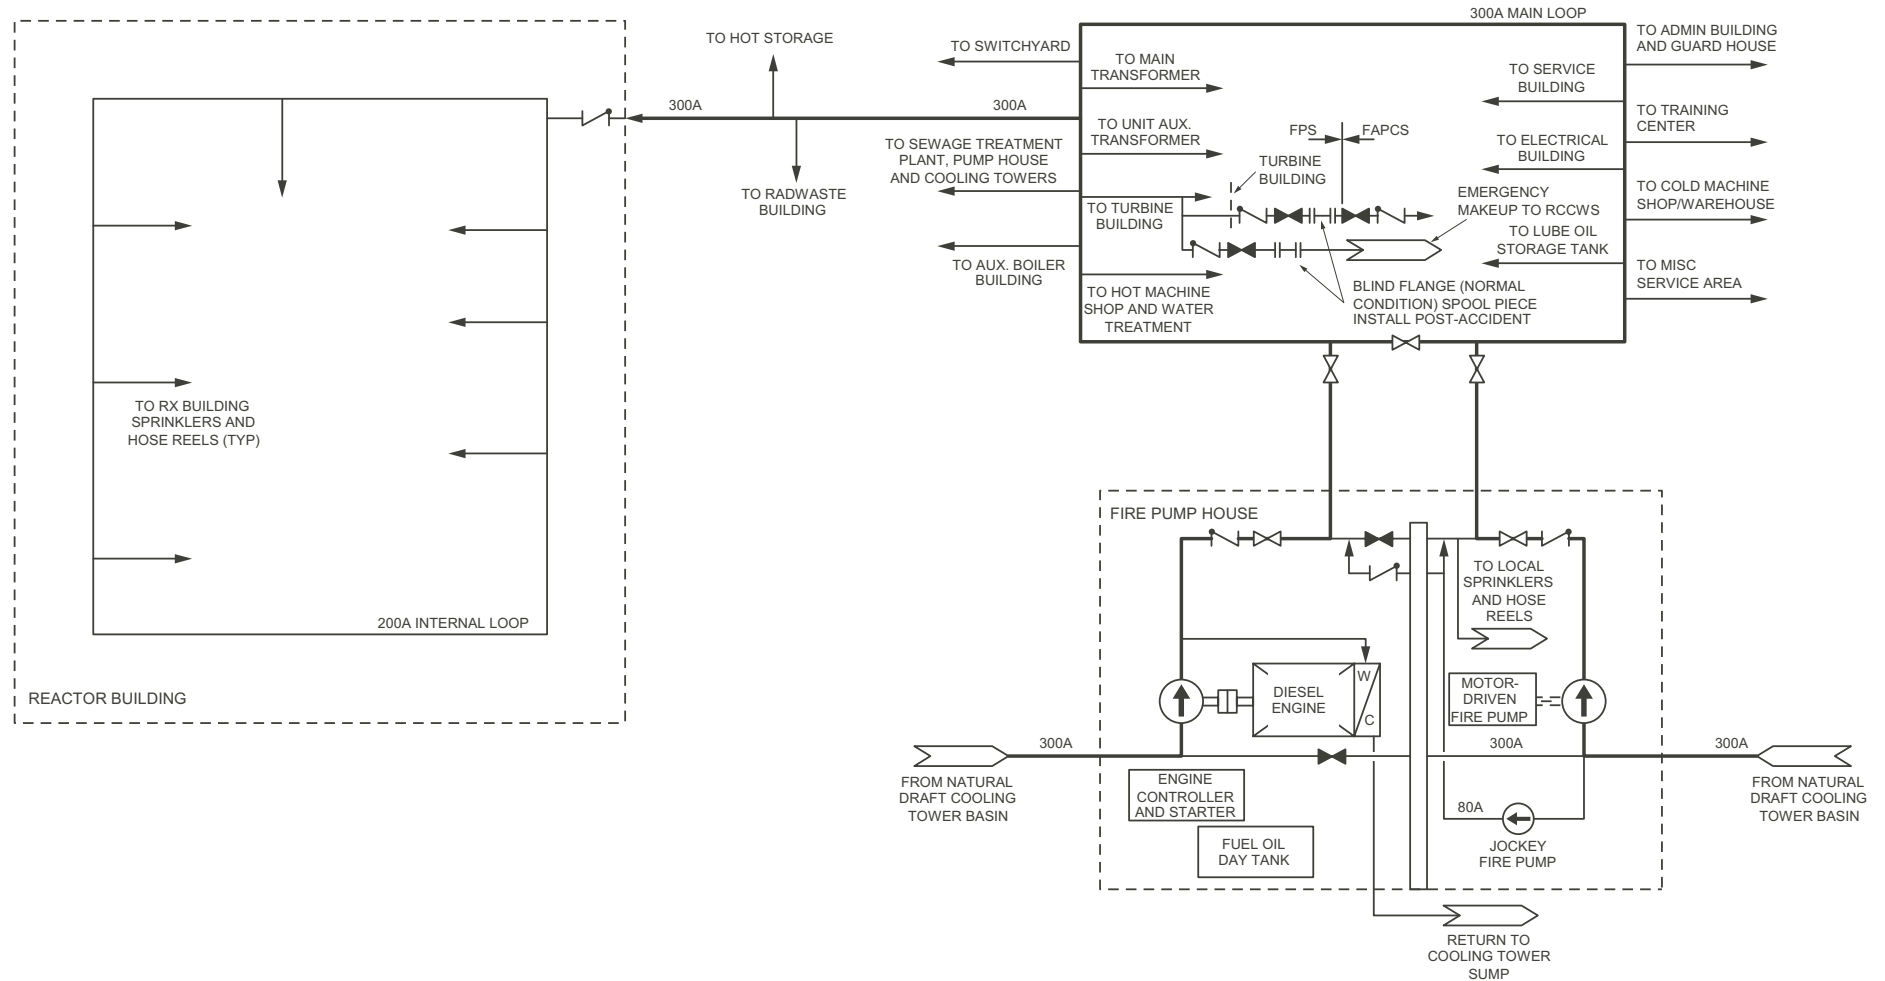 300A MAIN LOOP
TO HOT STORAGE
300A
300A
TO RADWASTE
BUILDING
TO RX BUILDING
SPRINKLERS AND
HOSE REELS (TYP)
200A INTERNAL LOOP
REACTOR BUILDING
TO SWITCHYARD
TO SEWAGE TREATMENT
PLANT, PUMP HOUSE
AND COOLING TOWERS
TO AUX. BOILER
BUILDING
TO MAIN
TRANSFORMER
TO UNIT AUX.
TRANSFORMER
TO TURBINE
BUILDING
TO HOT MACHINE
SHOP AND WATER
TREATMENT
FPS
FAPCS
TURBINE
BUILDING
EMERGENCY
MAKEUP TO RCCWS
BLIND FLANGE (NORMAL
CONDITION) SPOOL PIECE
INSTALL POST-ACCIDENT
TO SERVICE
BUILDING
TO ELECTRICAL
BUILDING
TO LUBE OIL
STORAGE TANK
TO ADMIN BUILDING
AND GUARD HOUSE
TO TRAINING
CENTER
TO COLD MACHINE
SHOP/WAREHOUSE
TO MISC
SERVICE AREA
FIRE PUMP HOUSE
TO LOCAL
SPRINKLERS
AND HOSE
REELS
DIESEL
ENGINE
W
C
MOTOR-
DRIVEN
FIRE PUMP
300A
300A
300A
FROM NATURAL
DRAFT COOLING
TOWER BASIN
ENGINE
CONTROLLER
AND STARTER
FUEL OIL
DAY TANK
80A
JOCKEY
FIRE PUMP
FROM NATURAL
DRAFT COOLING
TOWER BASIN
RETURN TO
COOLING TOWER
SUMP